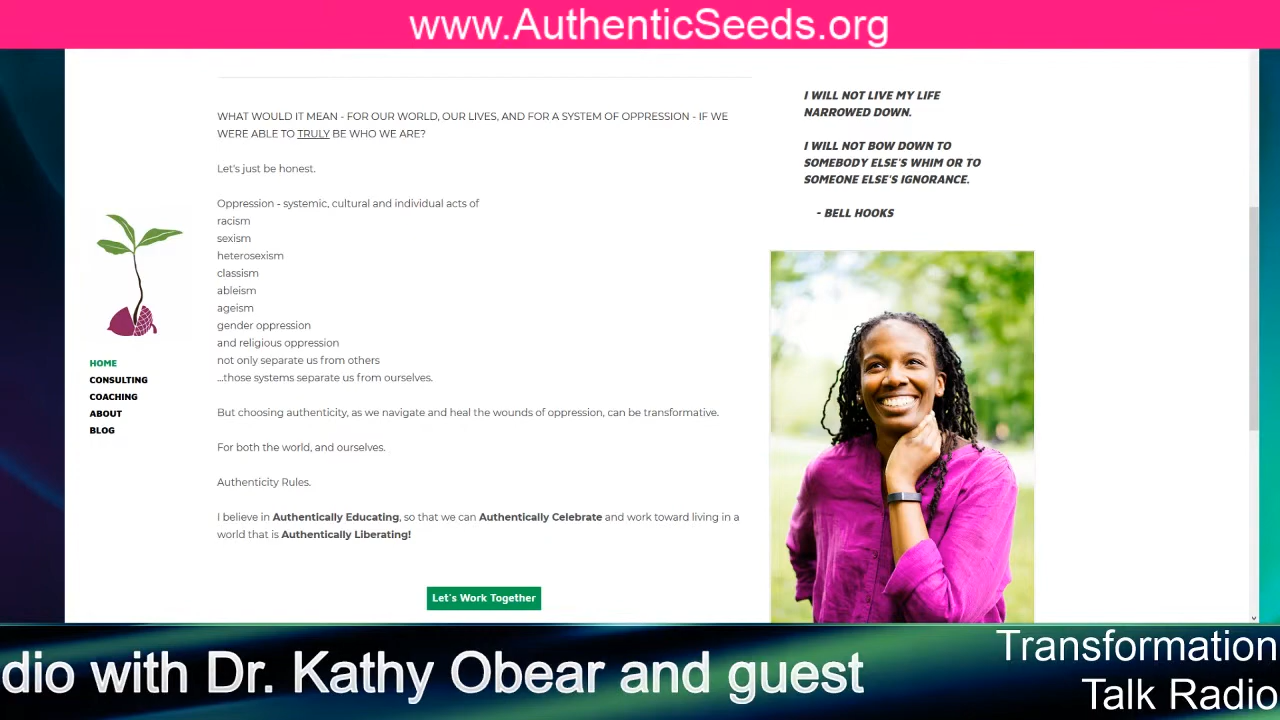 www.AuthenticSeeds.org
WHAT WOULD IT MEAN - FOR OUR WORLD, OUR LIVES, AND FOR A SYSTEM OF OPPRESSION - IF WE
WERE ABLE TO TRULY BE WHO WE ARE?
Let's just be honest.
Oppression - systemic, cultural and individual acts of
racism
sexism
heterosexism
classism
ableism
ageism
gender oppression
and religious oppression
not only separate us from others
...those systems separate us from ourselves.
But choosing authenticity, as we navigate and heal the wounds of oppression, can be transformative.
For both the world, and ourselves.
Authenticity Rules.
I believe in Authentically Educating, so that we can Authentically Celebrate and work toward living in a
world that is Authentically Liberating!
Let's Work Together
HOME
CONSULTING
COACHING
ABOUT
BLOG
I WILL NOT LIVE MY LIFE
NARROWED DOWN.
I WILL NOT BOW DOWN TO
SOMEBODY ELSE'S WHIM OR TO
SOMEONE ELSE'S IGNORANCE.
- BELL HOOKS
dio with Dr. Kathy Obear and guest
Transformation
Talk Radio